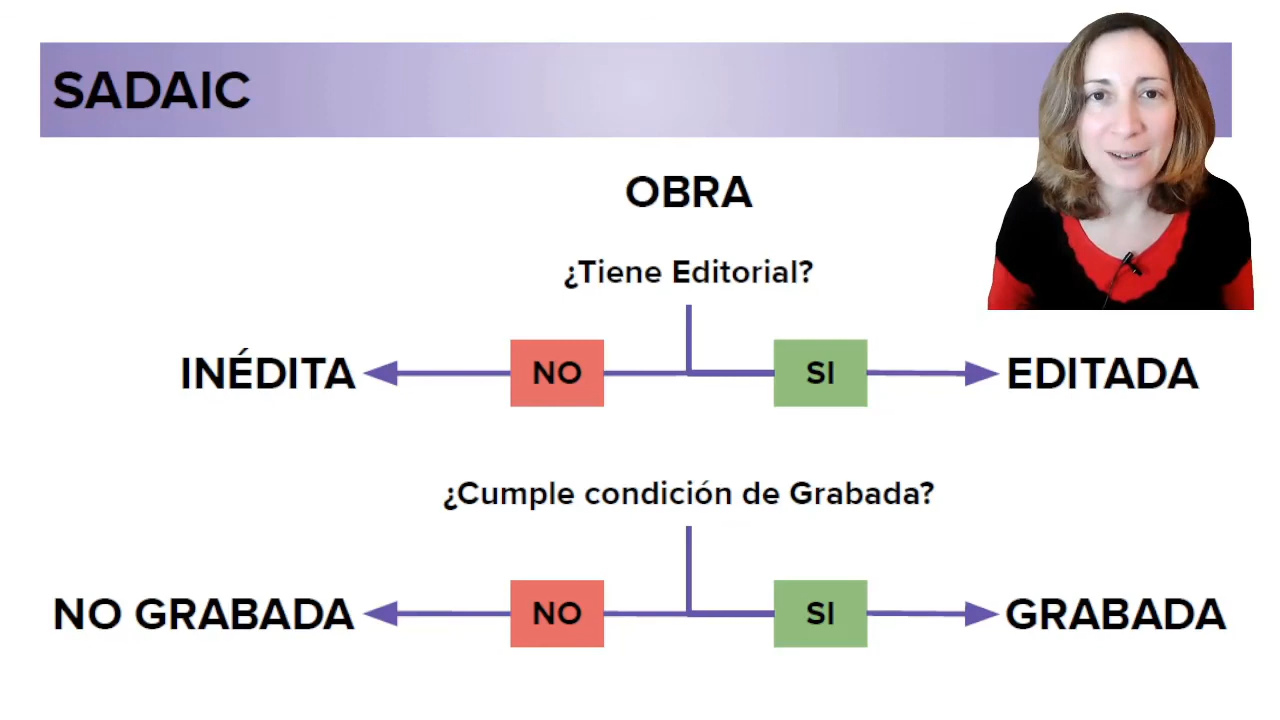 SADAIC
OBRA
¿Tiene Editorial?
INÉDITA NO SI EDITADA
¿Cumple condición de Grabada?
NO GRABADA NO SI GRABADA